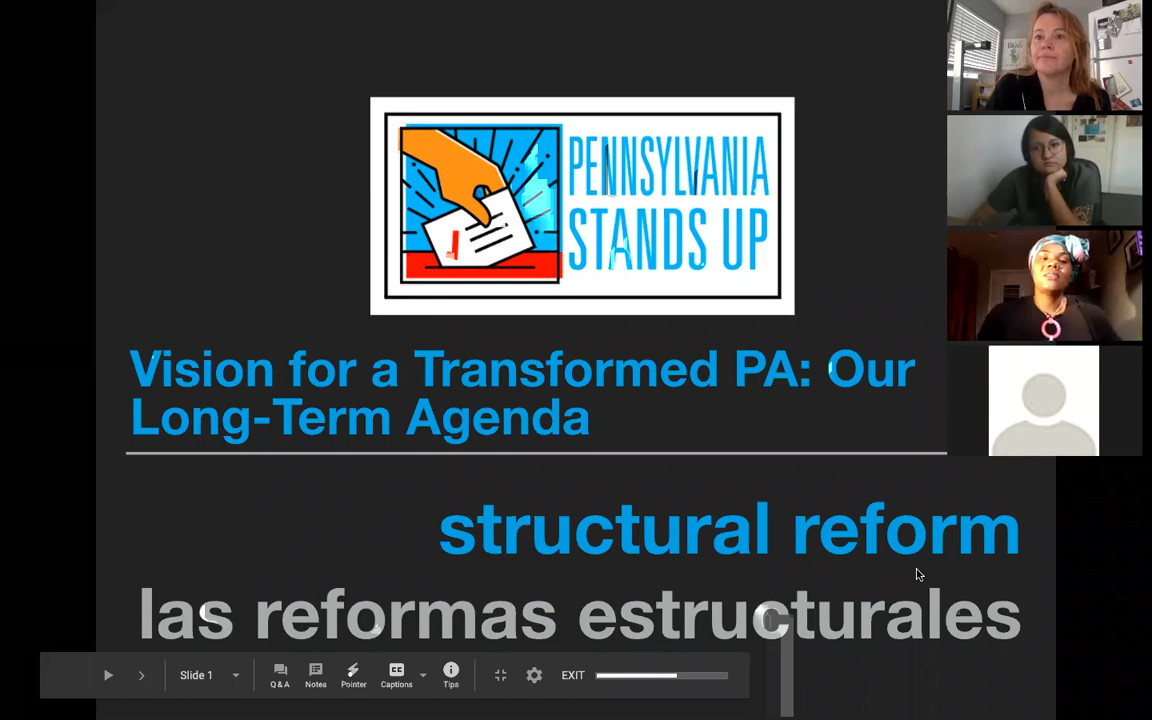 PENNSYLVANIA
STANDS UP
Vision for a Transformed PA: Our
Long-Term Agenda
structural reform
las reformas estructurales
Slide 1
Q & A
Notes
Pointer
CC
Captions
Tips
EXIT